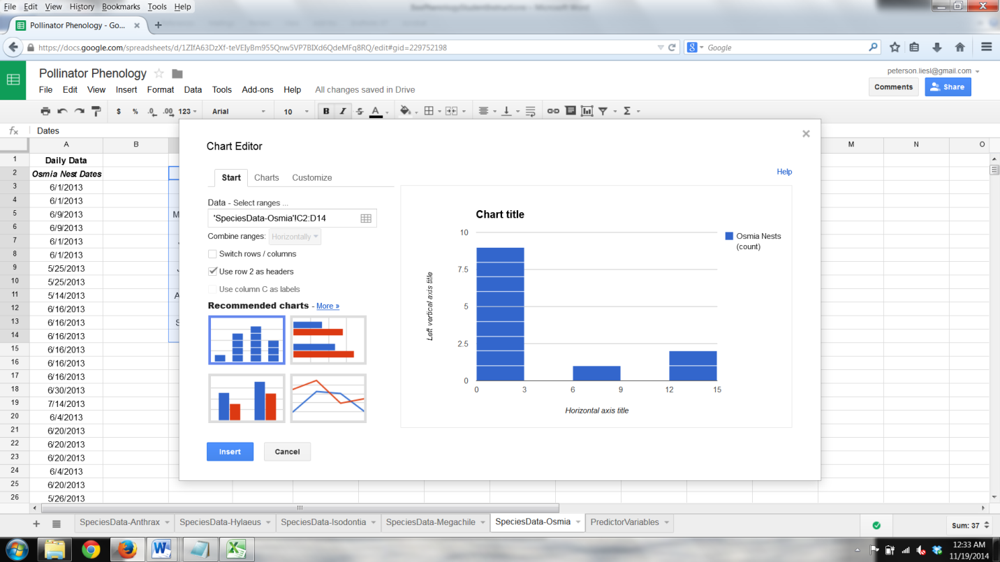 File Edit View History Bookmarks Tools Help
Pollinator Phenology - Go... × +
https://docs.google.com/spreadsheets/d/1ZIfA63DzXf-teVEIyBm955Qnw5VP7BIXd6QdeMFq8RQ/edit#gid=229752198
8 Google
Pollinator Phenology
peterson.liesl@gmail.com
File Edit View Insert Format Data Tools Add-ons Help All changes saved in Drive
Comments Share
$ % .0 .00 123 Arial 10 B I S A Σ
fx Dates
A B M N O
1 Daily Data
2 Osmia Nest Dates
3 6/1/2013
4 6/1/2013
5 6/9/2013 M
6 6/9/2013
7 6/1/2013
8 6/1/2013
9 5/25/2013
10 5/25/2013
11 5/14/2013 A
12 6/16/2013
13 6/16/2013 S
14 6/16/2013
15 6/16/2013
16 6/16/2013
17 6/16/2013
18 6/30/2013
19 7/14/2013
20 6/4/2013
21 6/20/2013
22 6/20/2013
23 6/20/2013
24 6/4/2013
25 6/20/2013
26 5/26/2013
Chart Editor
Start Charts Customize
Help
Data - Select ranges ...
'SpeciesData-Osmia'!C2:D14
Combine ranges: Horizontally
Switch rows / columns
Use row 2 as headers
Use column C as labels
Recommended charts - More »
Insert Cancel
Chart title
10
7.5
5
2.5
0
Left vertical axis title
0 3 6 9 12 15
Horizontal axis title
Osmia Nests
(count)
SpeciesData-Anthrax SpeciesData-Hylaeus SpeciesData-Isodontia SpeciesData-Megachile SpeciesData-Osmia PredictorVariables
Sum: 37
12:33 AM
11/19/2014